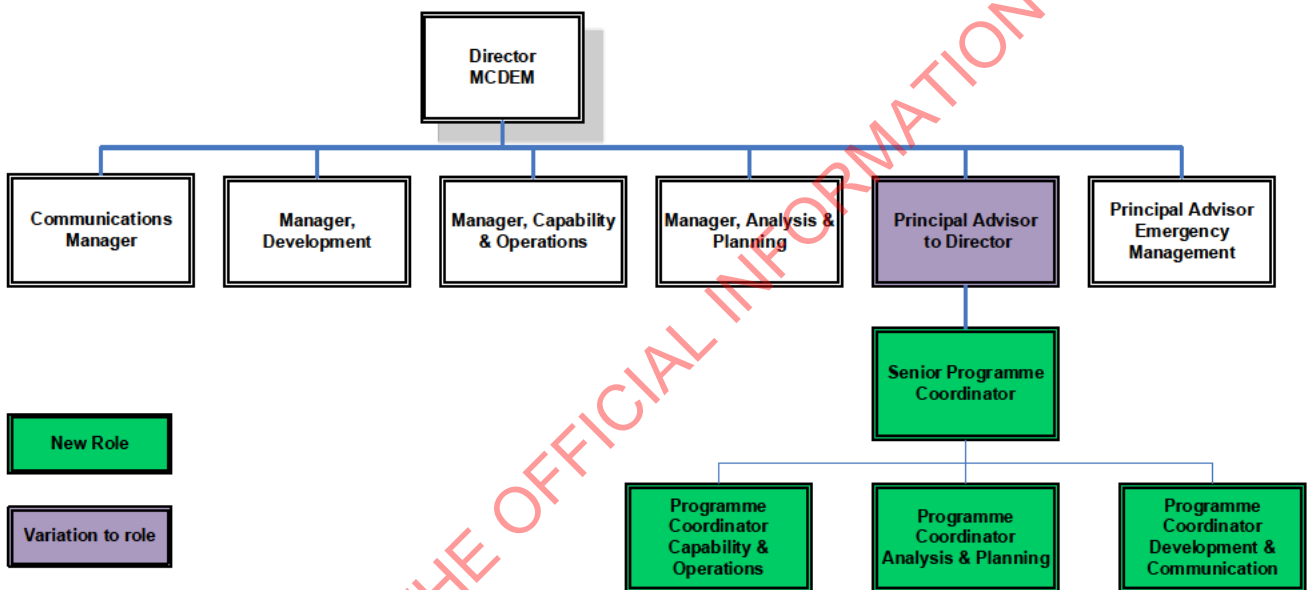 Director
MCDEM
Communications
Manager
Manager,
Development
Manager, Capability
& Operations
Manager, Analysis &
Planning
Principal Advisor
to Director
Principal Advisor
Emergency
Management
Senior Programme
Coordinator
New Role
Variation to role
Programme
Coordinator
Capability &
Operations
Programme
Coordinator
Analysis & Planning
Programme
Coordinator
Development &
Communication
THE OFFICIAL INFORMATION